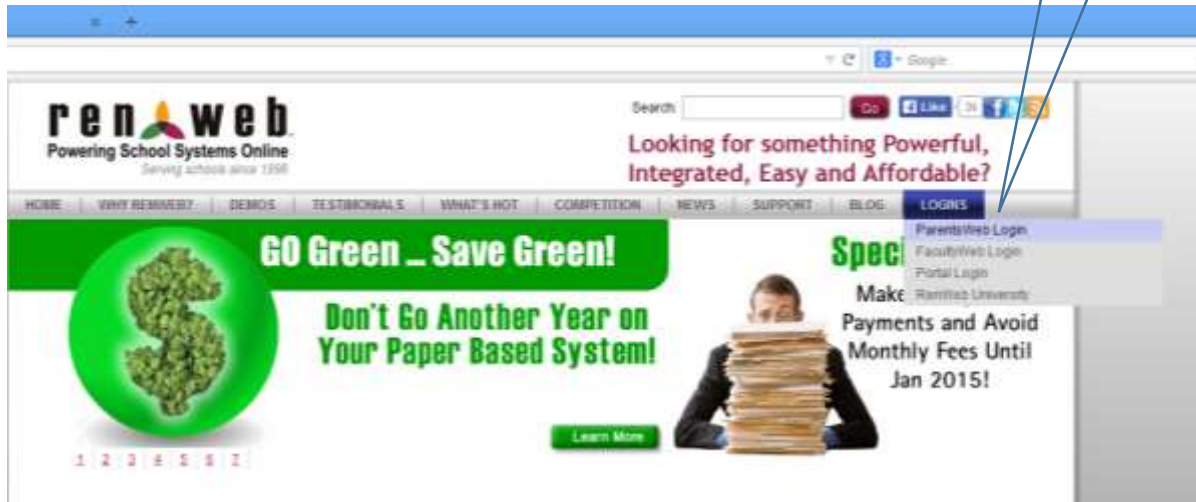 Google
renweb
Powering School Systems Online
Serving schools since 1998
Search
Go
Like
Looking for something Powerful,
Integrated, Easy and Affordable?
HOME | WHY RENWEB? | DEMOS | TESTIMONIALS | WHAT'S HOT | COMPETITION | NEWS | SUPPORT | BLOG | LOGINS
ParentsWeb Login
FacultyWeb Login
Portal Login
RenWeb University
GO Green ... Save Green!
Don't Go Another Year on
Your Paper Based System!
Learn More
Speci
Make
Payments and Avoid
Monthly Fees Until
Jan 2015!
1 2 3 4 5 6 7